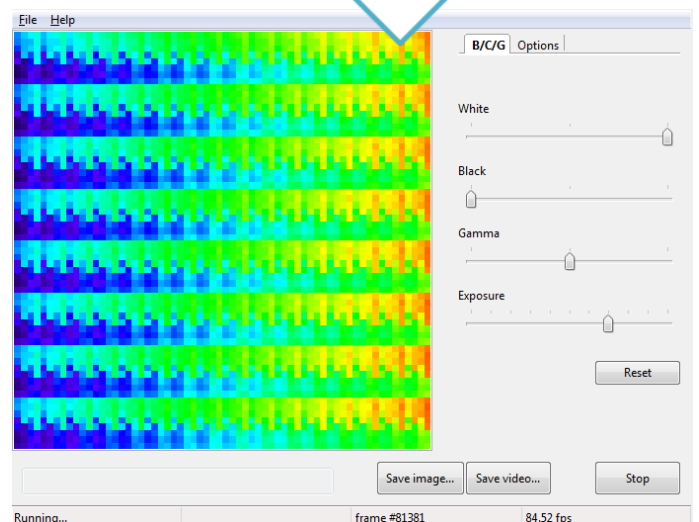 File Help
B/C/G Options
White
Black
Gamma
Exposure
Reset
Save image... Save video... Stop
Running... frame #81381 84.52 fps